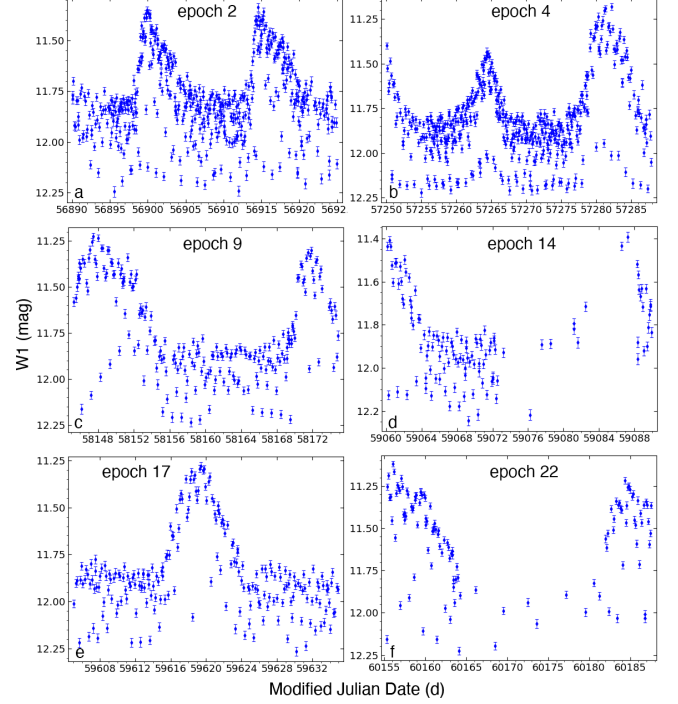 epoch 2
epoch 4
11.50
11.75
12.00
12.25
a
56890 56895 56900 56905 56910 56915 56920 5692
11.25
11.50
11.75
12.00
12.25
b
57250 57255 57260 57265 57270 57275 57280 57285
epoch 9
epoch 14
11.25
11.50
11.75
12.00
c
58148 58152 58156 58160 58164 58168 58172
11.4
11.6
11.8
12.0
12.2
d
59060 59064 59068 59072 59076 59080 59084 59088
W1 (mag)
epoch 17
epoch 22
11.25
11.50
11.75
12.00
12.25
e
59608 59612 59616 59620 59624 59628 59632
11.25
11.50
11.75
12.00
12.25
f
60155 60160 60165 60170 60175 60180 60185
Modified Julian Date (d)